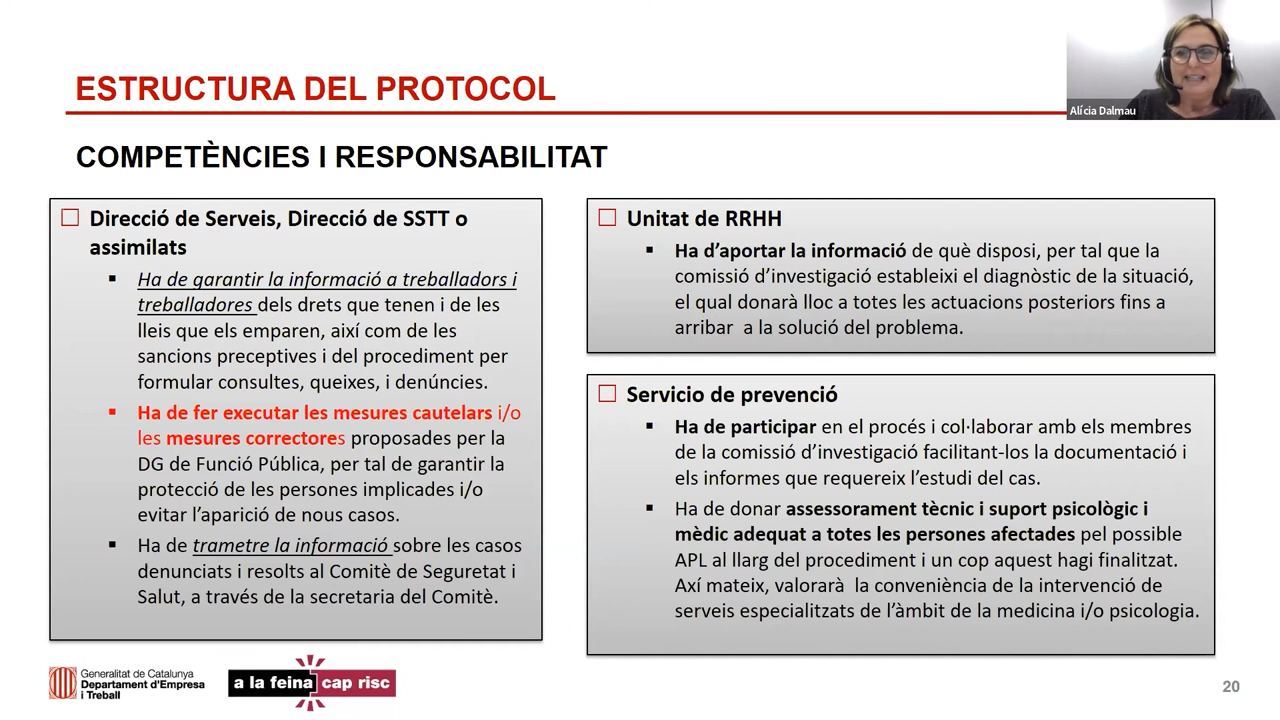 ESTRUCTURA DEL PROTOCOL
Alícia Dalmau
COMPETÈNCIES I RESPONSABILITAT
Direcció de Serveis, Direcció de SSTT o
assimilats
Ha de garantir la informació a treballadors i
treballadores dels drets que tenen i de les
lleis que els emparen, així com de les
sancions preceptives i del procediment per
formular consultes, queixes, i denúncies.
Ha de fer executar les mesures cautelars i/o
les mesures correctores proposades per la
DG de Funció Pública, per tal de garantir la
protecció de les persones implicades i/o
evitar l'aparició de nous casos.
Ha de trametre la informació sobre les casos
denunciats i resolts al Comitè de Seguretat i
Salut, a través de la secretaria del Comitè.
Unitat de RRHH
Ha d'aportar la informació de què disposi, per tal que la
comissió d'investigació estableixi el diagnòstic de la situació,
el qual donarà lloc a totes les actuacions posteriors fins a
arribar a la solució del problema.
Servicio de prevenció
Ha de participar en el procés i col·laborar amb els membres
de la comissió d'investigació facilitant-los la documentació i
els informes que requereix l'estudi del cas.
Ha de donar assessorament tècnic i suport psicològic i
mèdic adequat a totes les persones afectades pel possible
APL al llarg del procediment i un cop aquest hagi finalitzat.
Axí mateix, valorarà la conveniència de la intervenció de
serveis especialitzats de l'àmbit de la medicina i/o psicologia.
Generalitat de Catalunya
Departament d'Empresa
i Treball
a la feina cap risc
20